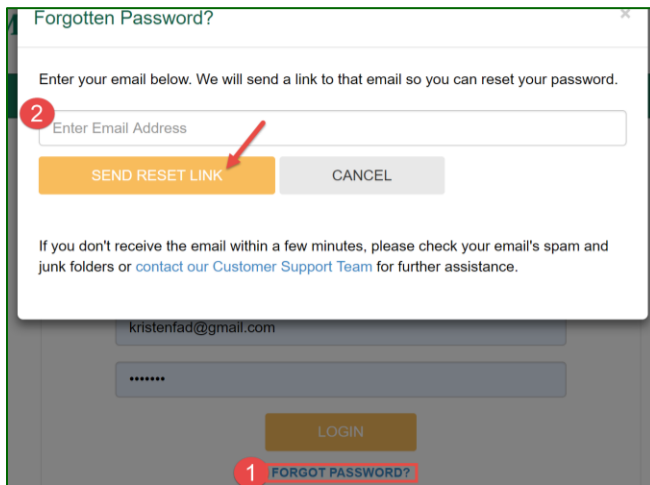 Forgotten Password?
×
Enter your email below. We will send a link to that email so you can reset your password.
2
Enter Email Address
SEND RESET LINK
CANCEL
If you don't receive the email within a few minutes, please check your email's spam and
junk folders or contact our Customer Support Team for further assistance.
kristenfad@gmail.com
•••••••
LOGIN
1 FORGOT PASSWORD?